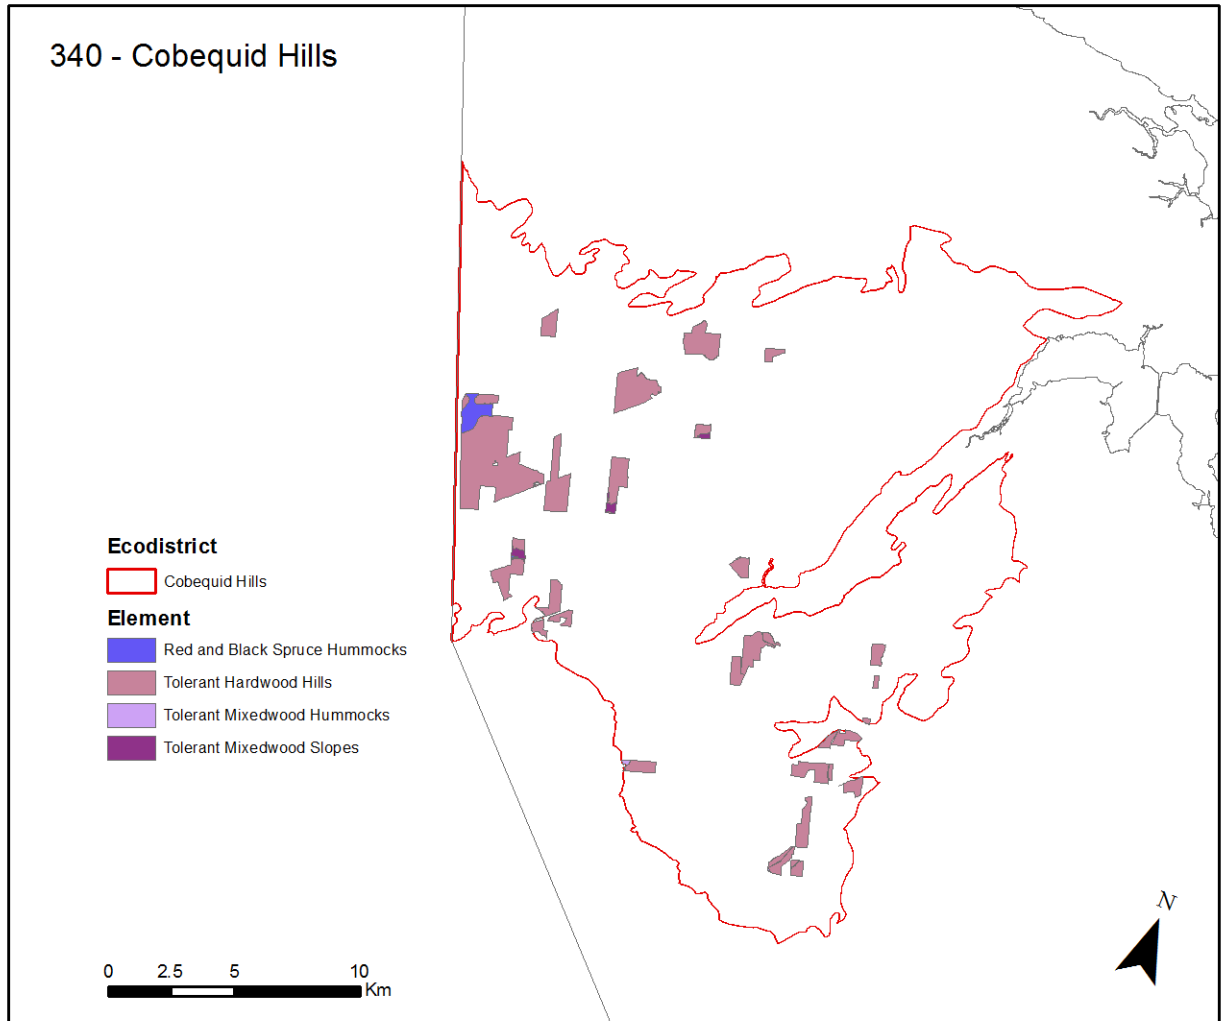 340 - Cobequid Hills
Ecodistrict
Cobequid Hills
Element
Red and Black Spruce Hummocks
Tolerant Hardwood Hills
Tolerant Mixedwood Hummocks
Tolerant Mixedwood Slopes
N
0 2.5 5 10
Km